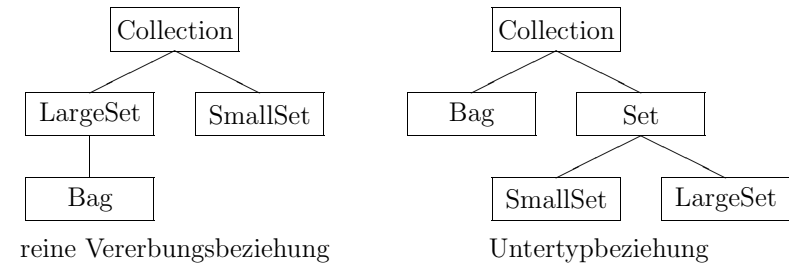 Collection
LargeSet
SmallSet
Bag
reine Vererbungsbeziehung
Collection
Bag
Set
SmallSet
LargeSet
Untertypbeziehung